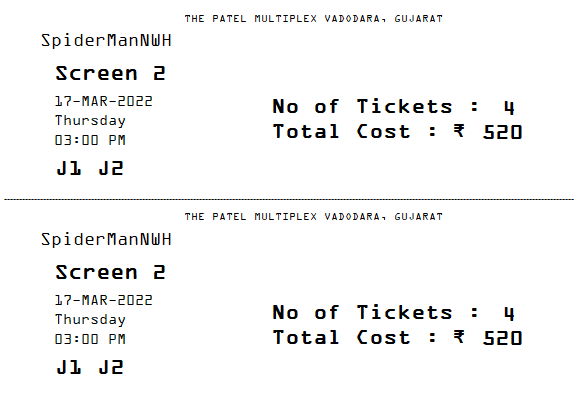 THE PATEL MULTIPLEX VADODARA, GUJARAT
SpiderManNWH
Screen 2
17-MAR-2022
Thursday
03:00 PM
J1 J2
No of Tickets : 4
Total Cost : ₹ 520
THE PATEL MULTIPLEX VADODARA, GUJARAT
SpiderManNWH
Screen 2
17-MAR-2022
Thursday
03:00 PM
J1 J2
No of Tickets : 4
Total Cost : ₹ 520